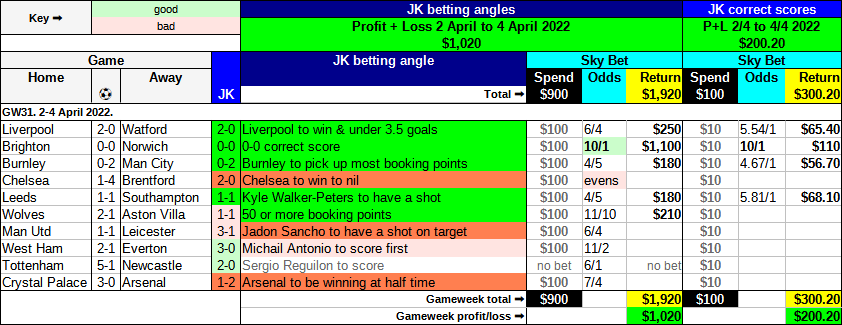 Key ➡ good JK betting angles JK correct scores
bad Profit + Loss 2 April to 4 April 2022 P+L 2/4 to 4/4 2022
$1,020 $200.20
Game JK betting angle Sky Bet Sky Bet
Home Away Spend Odds Return Spend Odds Return
JK Total ➡ $900 $1,920 $100 $300.20
GW31. 2-4 April 2022.
Liverpool 2-0 Watford 2-0 Liverpool to win & under 3.5 goals $100 6/4 $250 $10 5.54/1 $65.40
Brighton 0-0 Norwich 0-0 0-0 correct score $100 10/1 $1,100 $10 10/1 $110
Burnley 0-2 Man City 0-2 Burnley to pick up most booking points $100 4/5 $180 $10 4.67/1 $56.70
Chelsea 1-4 Brentford 2-0 Chelsea to win to nil $100 evens $10
Leeds 1-1 Southampton 1-1 Kyle Walker-Peters to have a shot $100 4/5 $180 $10 5.81/1 $68.10
Wolves 2-1 Aston Villa 1-1 50 or more booking points $100 11/10 $210 $10
Man Utd 1-1 Leicester 3-1 Jadon Sancho to have a shot on target $100 6/4 $10
West Ham 2-1 Everton 3-0 Michail Antonio to score first $100 11/2 $10
Tottenham 5-1 Newcastle 2-0 Sergio Reguilon to score no bet 6/1 no bet $10
Crystal Palace 3-0 Arsenal 1-2 Arsenal to be winning at half time $100 7/4 $10
Gameweek total ➡ $900 $1,920 $100 $300.20
Gameweek profit/loss ➡ $1,020 $200.20